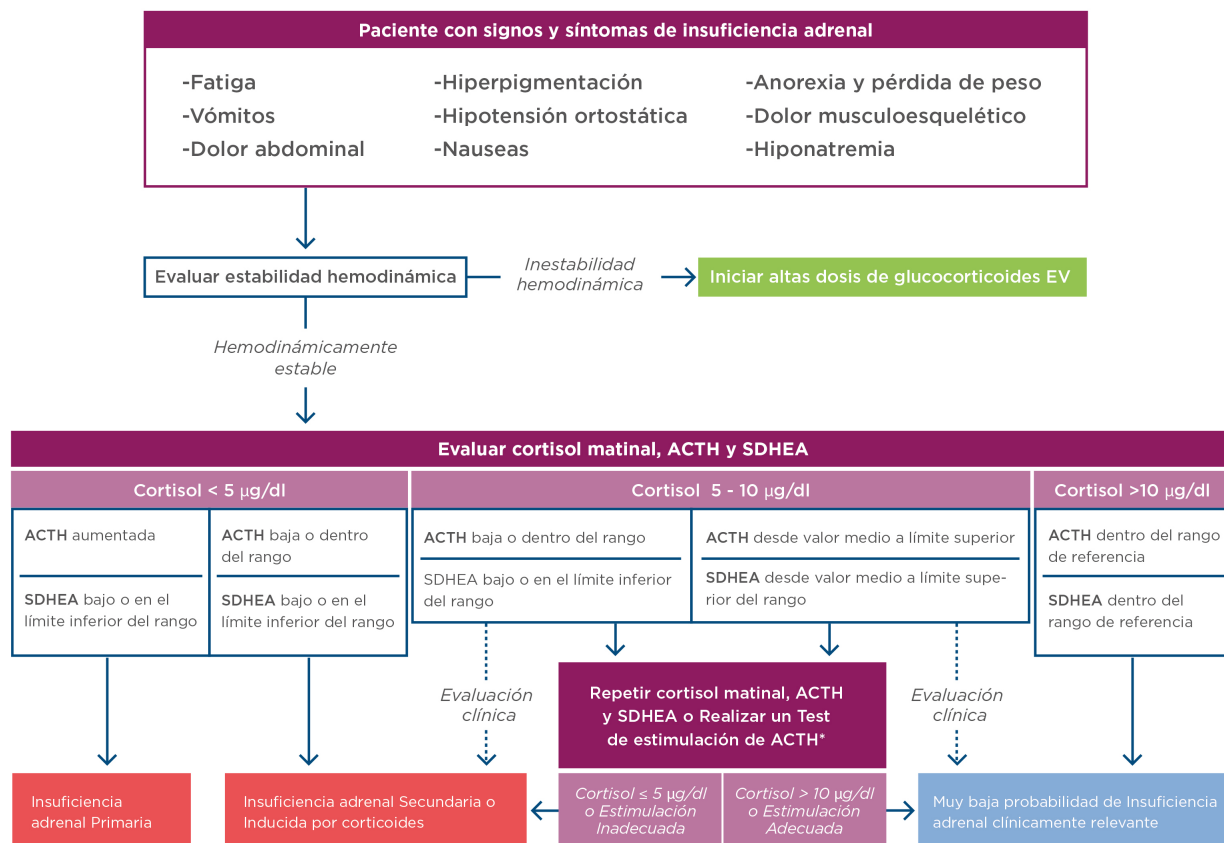 Paciente con signos y síntomas de insuficiencia adrenal
-Fatiga
-Vómitos
-Dolor abdominal
-Hiperpigmentación
-Hipotensión ortostática
-Nauseas
-Anorexia y pérdida de peso
-Dolor musculoesquelético
-Hiponatremia
Evaluar estabilidad hemodinámica
Inestabilidad
hemodinámica
Iniciar altas dosis de glucocorticoides EV
Hemodinámicamente
estable
Evaluar cortisol matinal, ACTH y SDHEA
Cortisol < 5 µg/dl
Cortisol 5 - 10 µg/dl
Cortisol >10 µg/dl
ACTH aumentada
SDHEA bajo o en el
límite inferior del rango
ACTH baja o dentro
del rango
SDHEA bajo o en el
límite inferior del rango
ACTH baja o dentro del rango
SDHEA bajo o en el límite inferior
del rango
ACTH desde valor medio a límite superior
SDHEA desde valor medio a límite supe-
rior del rango
ACTH dentro del rango
de referencia
SDHEA dentro del
rango de referencia
Evaluación
clínica
Repetir cortisol matinal, ACTH
y SDHEA o Realizar un Test
de estimulación de ACTH*
Evaluación
clínica
Insuficiencia
adrenal Primaria
Insuficiencia adrenal Secundaria o
Inducida por corticoides
Cortisol ≤ 5 µg/dl
o Estimulación
Inadecuada
Cortisol > 10 µg/dl
o Estimulación
Adecuada
Muy baja probabilidad de Insuficiencia
adrenal clínicamente relevante